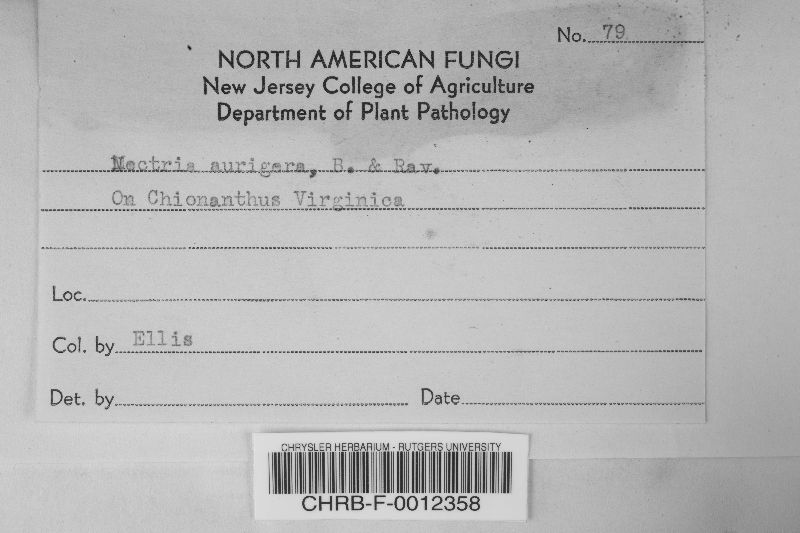 No. 79
NORTH AMERICAN FUNGI
New Jersey College of Agriculture
Department of Plant Pathology
Nectria aurigera, B. & Rav.
On Chionanthus Virginica
Loc.
Col. by Ellis
Det. by Date
CHRYSLER HERBARIUM - RUTGERS UNIVERSITY
CHRB-F-0012358